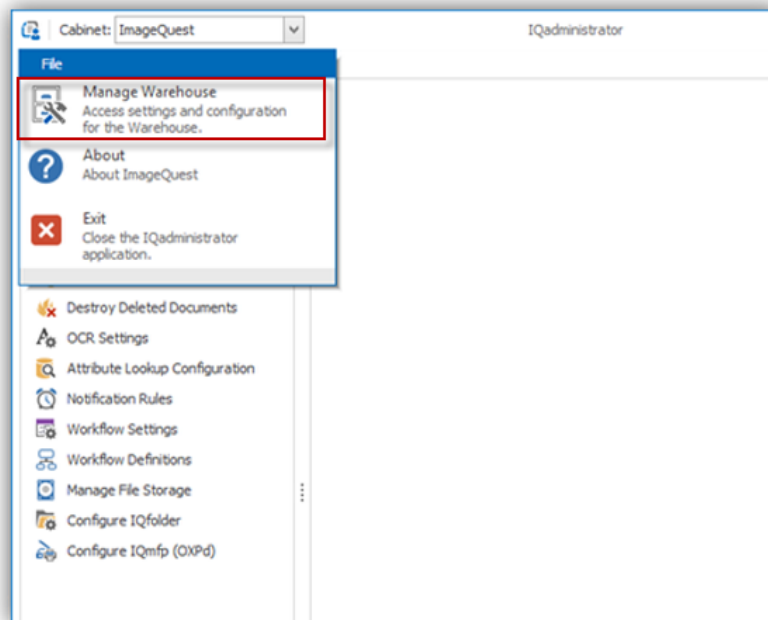 Cabinet: ImageQuest
IQadministrator
File
Manage Warehouse
Access settings and configuration
for the Warehouse.
?
About
About ImageQuest
Exit
Close the IQadministrator
application.
Destroy Deleted Documents
OCR Settings
Attribute Lookup Configuration
Notification Rules
Workflow Settings
Workflow Definitions
Manage File Storage
Configure IQfolder
Configure IQmfp (OXPd)